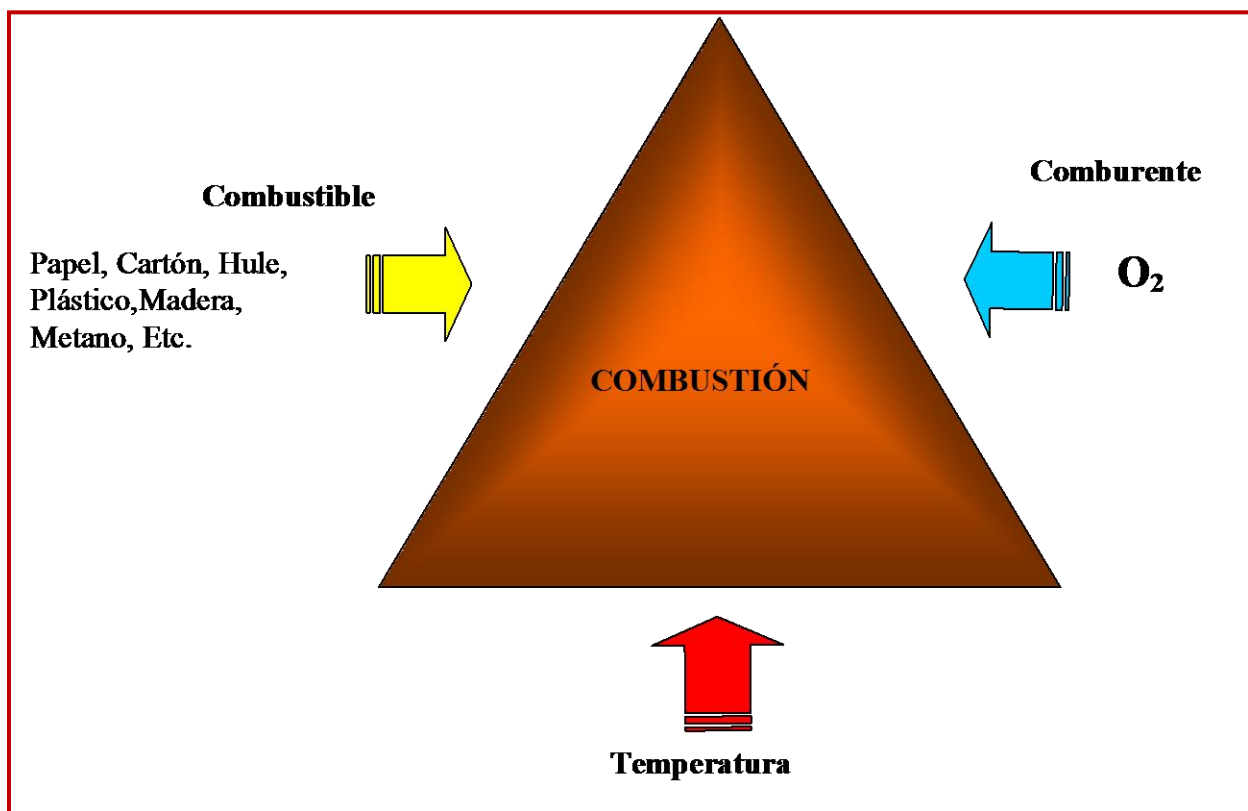 Combustible
Papel, Cartón, Hule,
Plástico,Madera,
Metano, Etc.
Comburente
O₂
COMBUSTIÓN
Temperatura